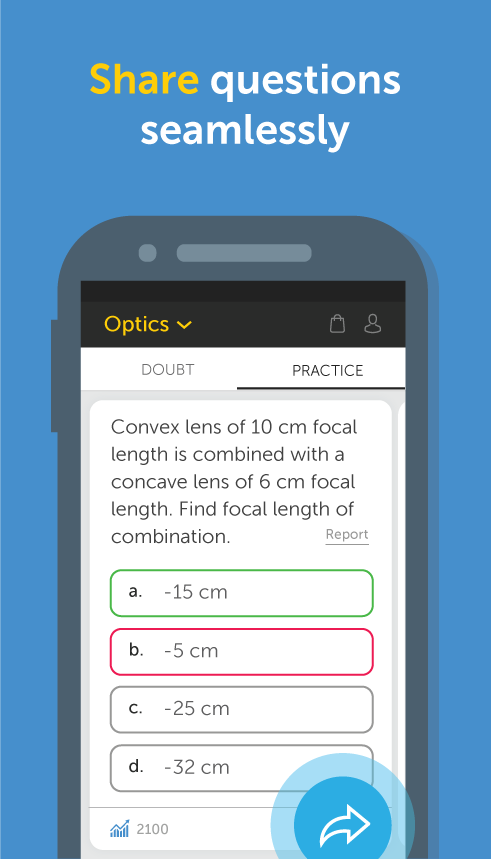 Share questions
seamlessly
Optics
DOUBT PRACTICE
Convex lens of 10 cm focal
length is combined with a
concave lens of 6 cm focal
length. Find focal length of
combination.
Report
a. -15 cm
b. -5 cm
c. -25 cm
d. -32 cm
2100